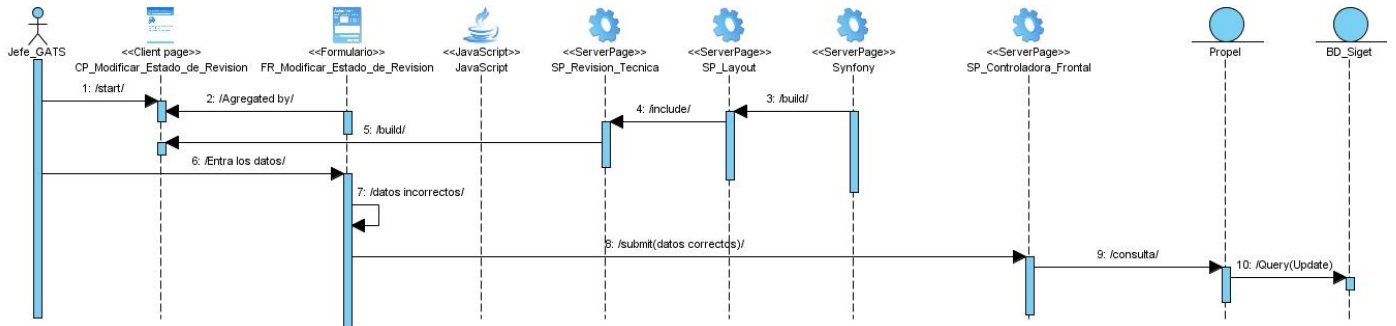 Jefe_GATS
<<Client page>>
CP_Modificar_Estado_de_Revision
<<Formulario>>
FR_Modificar_Estado_de_Revision
<<JavaScript>>
JavaScript
<<ServerPage>>
SP_Revision_Tecnica
<<ServerPage>>
SP_Layout
<<ServerPage>>
Synfony
<<ServerPage>>
SP_Controladora_Frontal
Propel
BD_Siget
1: /start/
2: /Agregated by/
3: /build/
4: /include/
5: /build/
6: /Entra los datos/
7: /datos incorrectos/
8: /submit(datos correctos)/
9: /consulta/
10: /Query(Update)